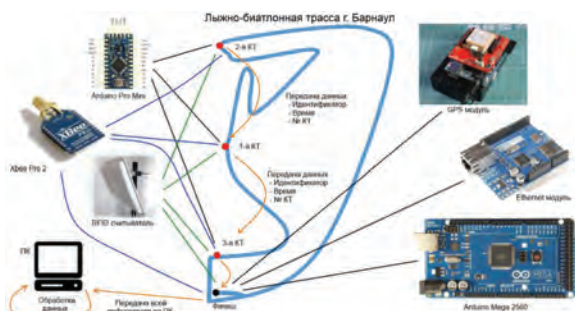 Лыжно-биатлонная трасса г. Барнаул
2-я КТ
Arduino Pro Mini
Передача данных
- Идентификатор
- Время
- № КТ
GPS модуль
XBee Pro 2
1-я КТ
Передача данных
- Идентификатор
- Время
- № КТ
Ethernet модуль
RFID считыватель
3-я КТ
ПК
Обработка
данных
Передача всей
Финиш
Arduino Mega 2560